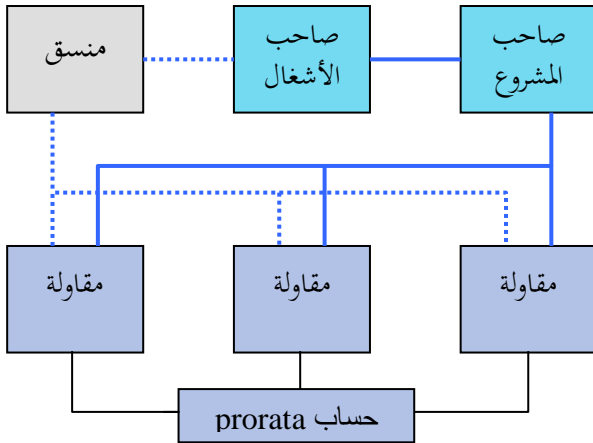 صاحب
المشروع
صاحب
الأشغال
منسق
مقاولة
مقاولة
مقاولة
حساب prorata